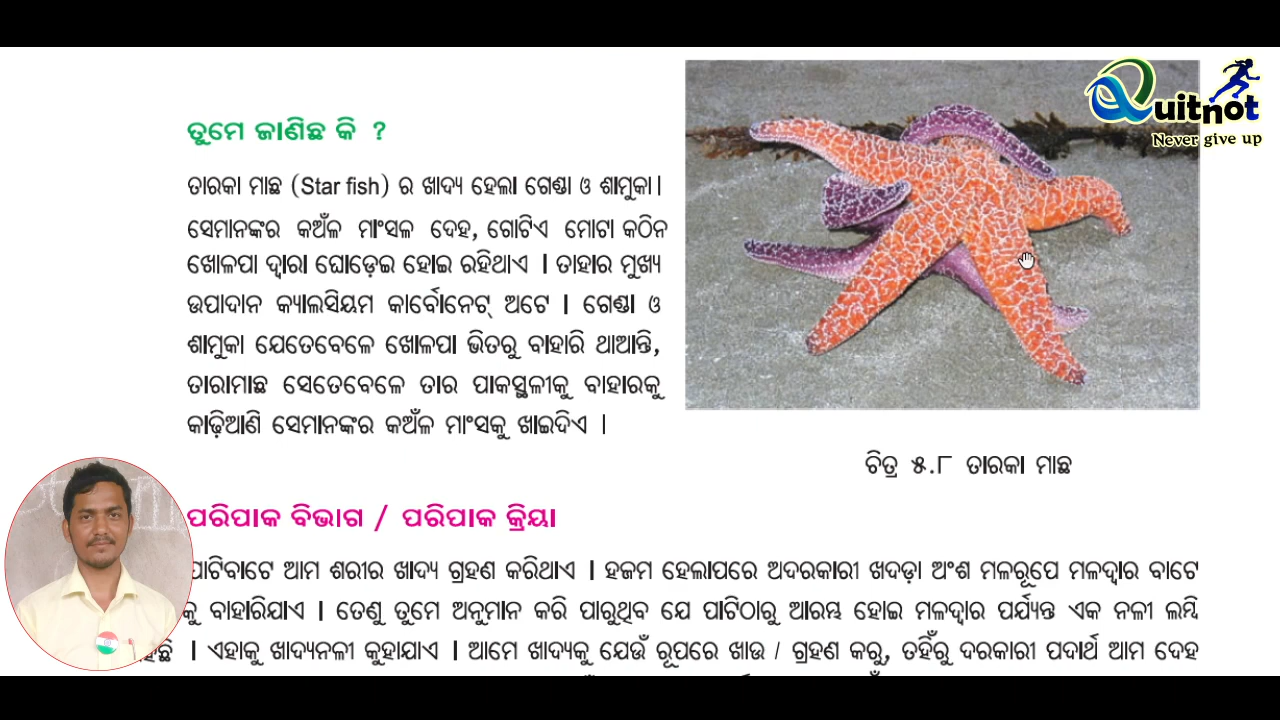 ତୁମେ ଜାଣିଛ କି ?
ତାରକା ମାଛ (Star fish) ର ଖାଦ୍ୟ ହେଲା ଗେଣ୍ଡା ଓ ଶାମୁକା।
ସେମାନଙ୍କର କଅଁଳ ମାଂସଳ ଦେହ, ଗୋଟିଏ ମୋଟା କଠିନ
ଖୋଳପା ଦ୍ୱାରା ଘୋଡ଼େଇ ହୋଇ ରହିଥାଏ । ତାହାର ମୁଖ୍ୟ
ଉପାଦାନ କ୍ୟାଲସିୟମ କାର୍ବୋନେଟ୍ ଅଟେ । ଗେଣ୍ଡା ଓ
ଶାମୁକା ଯେତେବେଳେ ଖୋଳପା ଭିତରୁ ବାହାରି ଥାଆନ୍ତି,
ତାରାମାଛ ସେତେବେଳେ ତାର ପାକସ୍ଥଳୀକୁ ବାହାରକୁ
କାଢ଼ିଆଣି ସେମାନଙ୍କର କଅଁଳ ମାଂସକୁ ଖାଇଦିଏ ।
Quitnot
Never give up
ଚିତ୍ର ୫.୮ ତାରକା ମାଛ
ପରିପାକ ବିଭାଗ / ପରିପାକ କ୍ରିୟା
ପାଟିବାଟେ ଆମ ଶରୀର ଖାଦ୍ୟ ଗ୍ରହଣ କରିଥାଏ । ହଜମ ହେଲାପରେ ଅଦରକାରୀ ଖଦଡ଼ା ଅଂଶ ମଳରୂପେ ମଳଦ୍ୱାର ବାଟେ
କୁ ବାହାରିଯାଏ । ତେଣୁ ତୁମେ ଅନୁମାନ କରି ପାରୁଥିବ ଯେ ପାଟିଠାରୁ ଆରମ୍ଭ ହୋଇ ମଳଦ୍ୱାର ପର୍ଯ୍ୟନ୍ତ ଏକ ନଳୀ ଲମ୍ବି
। ଏହାକୁ ଖାଦ୍ୟନଳୀ କୁହାଯାଏ । ଆମେ ଖାଦ୍ୟକୁ ଯେଉଁ ରୂପରେ ଖାଉ / ଗ୍ରହଣ କରୁ, ତହିଁରୁ ଦରକାରୀ ପଦାର୍ଥ ଆମ ଦେହ